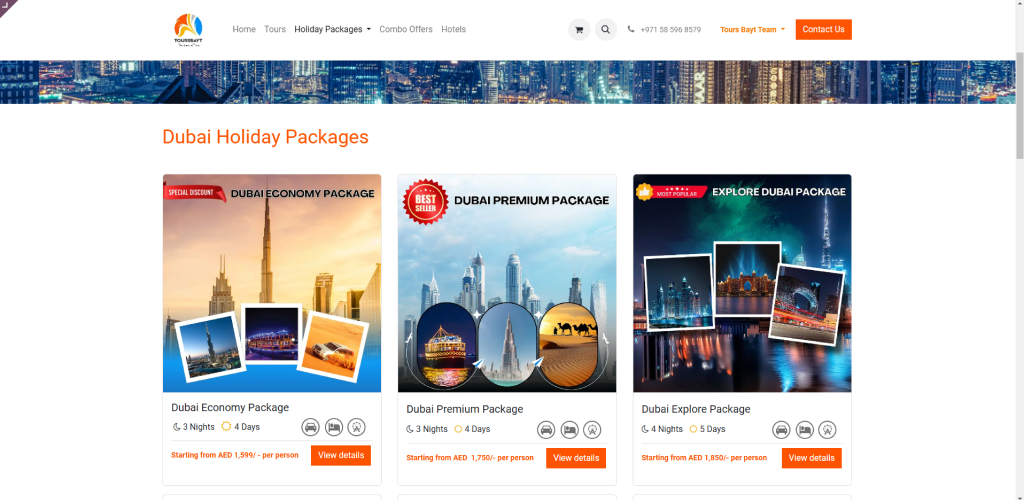 TOURSBAYT
Home Tours Holiday Packages Combo Offers Hotels
+971 58 596 8579
Tours Bayt Team
Contact Us
Dubai Holiday Packages
SPECIAL DISCOUNT
DUBAI ECONOMY PACKAGE
BEST
SELLER
DUBAI PREMIUM PACKAGE
MOST POPULAR
EXPLORE DUBAI PACKAGE
Dubai Economy Package
3 Nights 4 Days
Starting from AED 1,599/- per person
View details
Dubai Premium Package
3 Nights 4 Days
Starting from AED 1,750/- per person
View details
Dubai Explore Package
4 Nights 5 Days
Starting from AED 1,850/- per person
View details